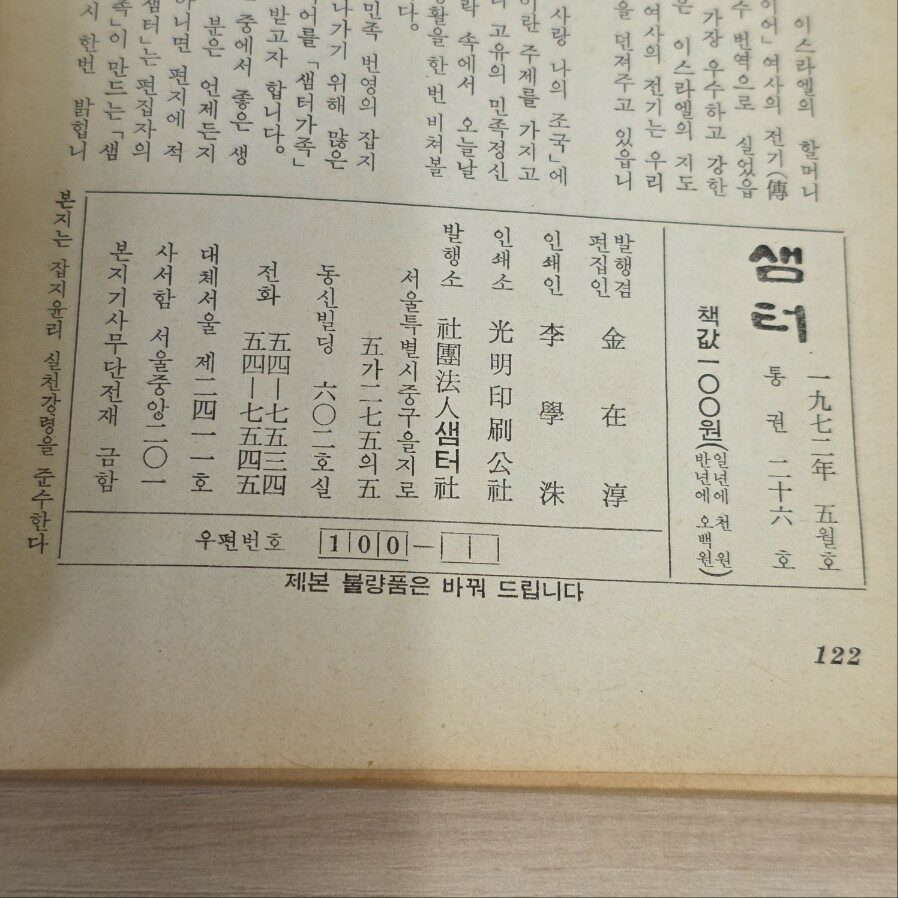 이스라엘의 할머니
이어」 여사의 전기(傳
수 번역으로 실었읍
가장 우수하고 강한
은 이스라엘의 지도
여사의 전기는 우리
을 던져주고 있읍니
사랑 나의 조국」에
이란 주제를 가지고
고유의 민족정신
락 속에서 오늘날
생활을 한번 비쳐볼
다.
민족 번영의 잡지
나가기 위해 많은
어를 「샘터가족」
받고자 합니다.
중에서 좋은 생
분은 언제든지
아니면 편지에 적
샘터」는 편집자의
족」이 만드는 「샘
시 한번 밝힙니
샘터
一九七二年 五월호
통권 二十六호
책값 一〇〇원(일년에 천원
반년에 오백원)
발행겸
편집인 金在淳
인쇄인 李學洙
인쇄소 光明印刷公社
발행소 社團法人샘터社
서울특별시중구을지로
五가二七五의五
동신빌딩 六〇二호실
전화 五四—七五三四
五四—七五四五
대체서울 제二四一一호
사서함 서울중앙二〇一
본지기사무단전재 금함
우편번호 100-
본지는 잡지윤리 실천강령을 준수한다
제본 불량품은 바꿔 드립니다
122